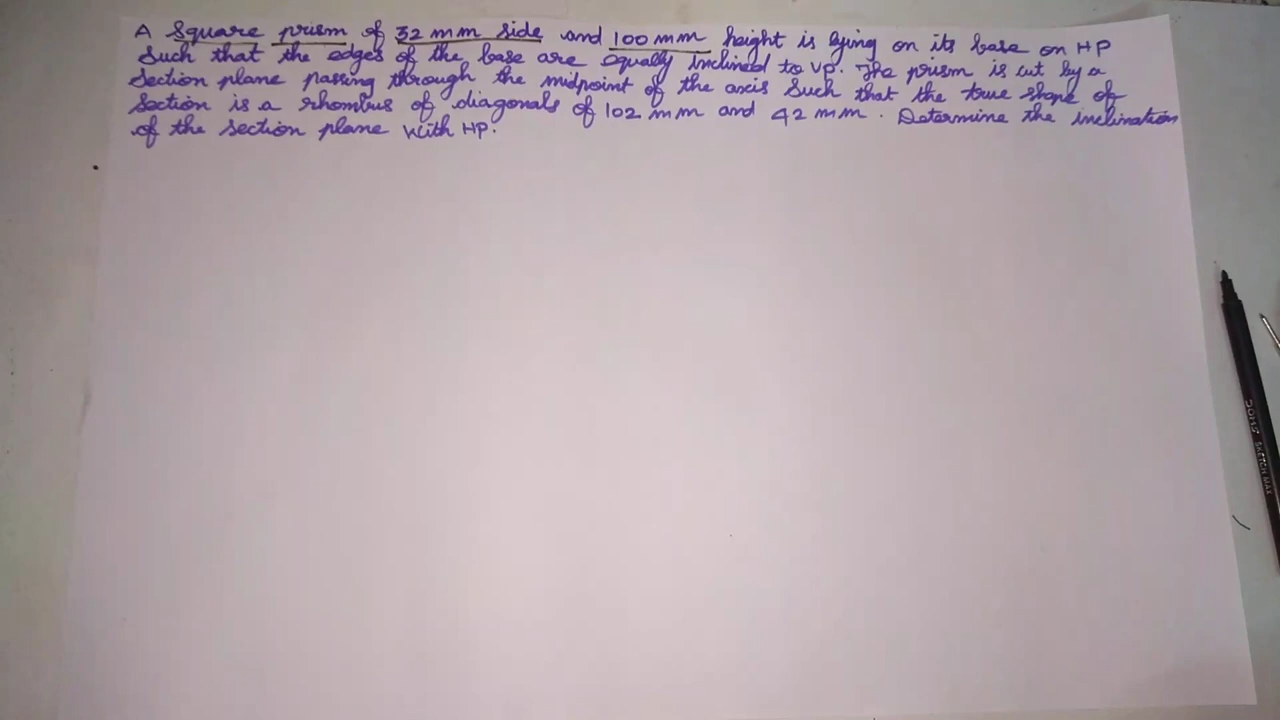 A Square prism of 32 mm side and 100 mm height is lying on its base on HP
Such that the edges of the base are equally inclined to VP. The prism is cut by a
Section plane passing through the midpoint of the axis Such that the true shape of
Section is a rhombus of diagonals of 102 mm and 42 mm. Determine the inclination
of the section plane with HP.
DOMS SKETCH MAX